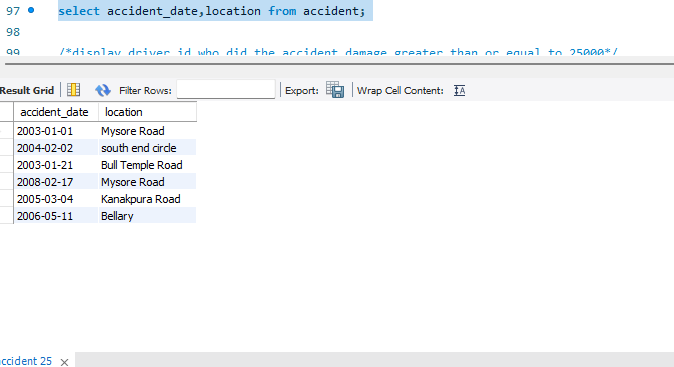 97 select accident_date,location from accident;
98
99 /*display driver id who did the accident damage greater than or equal to 25000*/
Result Grid Filter Rows: Export: Wrap Cell Content:
accident_date location
2003-01-01 Mysore Road
2004-02-02 south end circle
2003-01-21 Bull Temple Road
2008-02-17 Mysore Road
2005-03-04 Kanakpura Road
2006-05-11 Bellary
accident 25